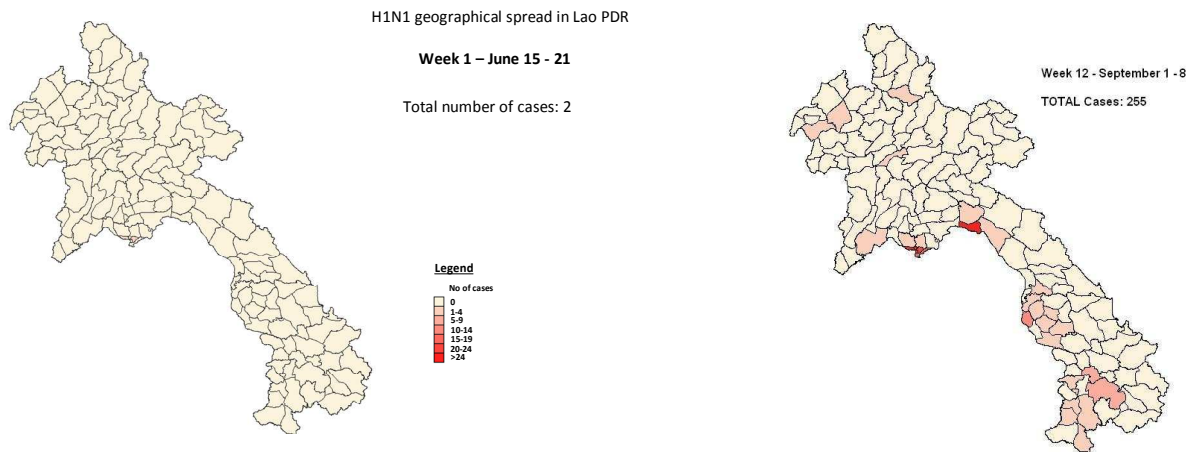 H1N1 geographical spread in Lao PDR
Week 1 – June 15 - 21
Total number of cases: 2
Week 12 - September 1 - 8
TOTAL Cases: 255
Legend
No of cases
0
1-4
5-9
10-14
15-19
20-24
>24